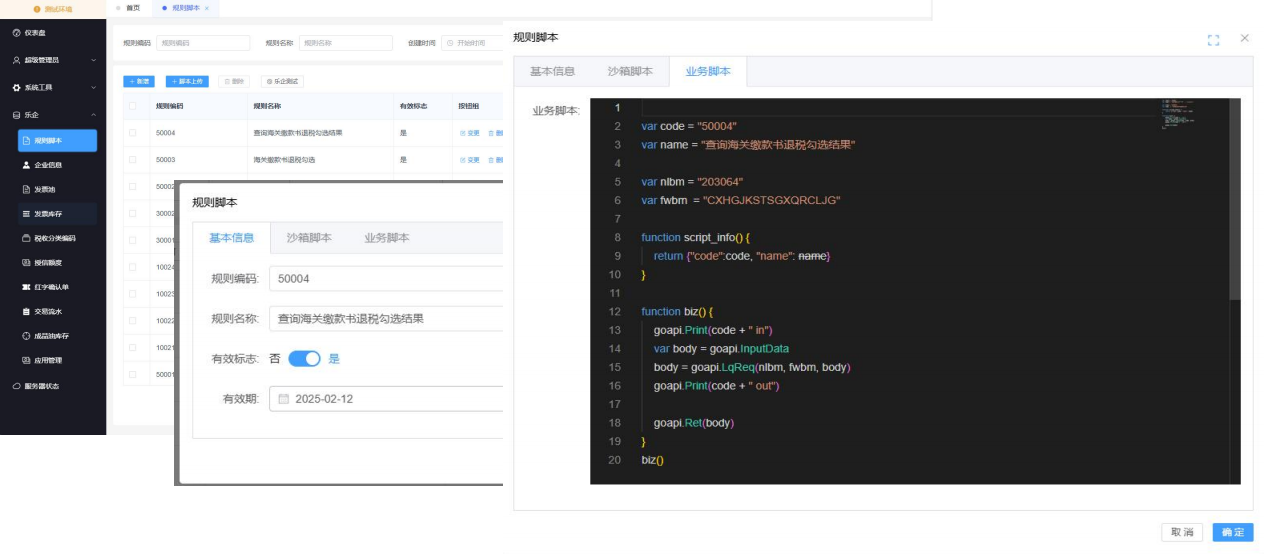 测试环境
仪表盘
超级管理员
系统工具
乐企
规则脚本
企业信息
发票池
发票库存
税收分类编码
授信额度
红字确认单
交易流水
成品油库存
应用管理
服务器状态
首页
规则脚本 ×
规则编码 规则编码 规则名称 规则名称 创建时间 开始时间
+ 新增 + 脚本上传 删除 乐企测试
规则编码 规则名称 有效标志 按钮组
50004 查询海关缴款书退税勾选结果 是 变更
50003 海关缴款书退税勾选 是 变更
规则脚本
基本信息 沙箱脚本 业务脚本
规则编码: 50004
规则名称: 查询海关缴款书退税勾选结果
有效标志: 否 是
有效期: 2025-02-12
规则脚本
基本信息 沙箱脚本 业务脚本
业务脚本:
1
2 var code = "50004"
3 var name = "查询海关缴款书退税勾选结果"
4
5 var nlbm = "203064"
6 var fwbm = "CXHGJKSTSGXQRCLJG"
7
8 function script_info() {
9 return {"code":code, "name": name}
10 }
11
12 function biz() {
13 goapi.Print(code + " in")
14 var body = goapi.InputData
15 body = goapi.LqReq(nlbm, fwbm, body)
16 goapi.Print(code + " out")
17
18 goapi.Ret(body)
19 }
20 biz()
取消 确定